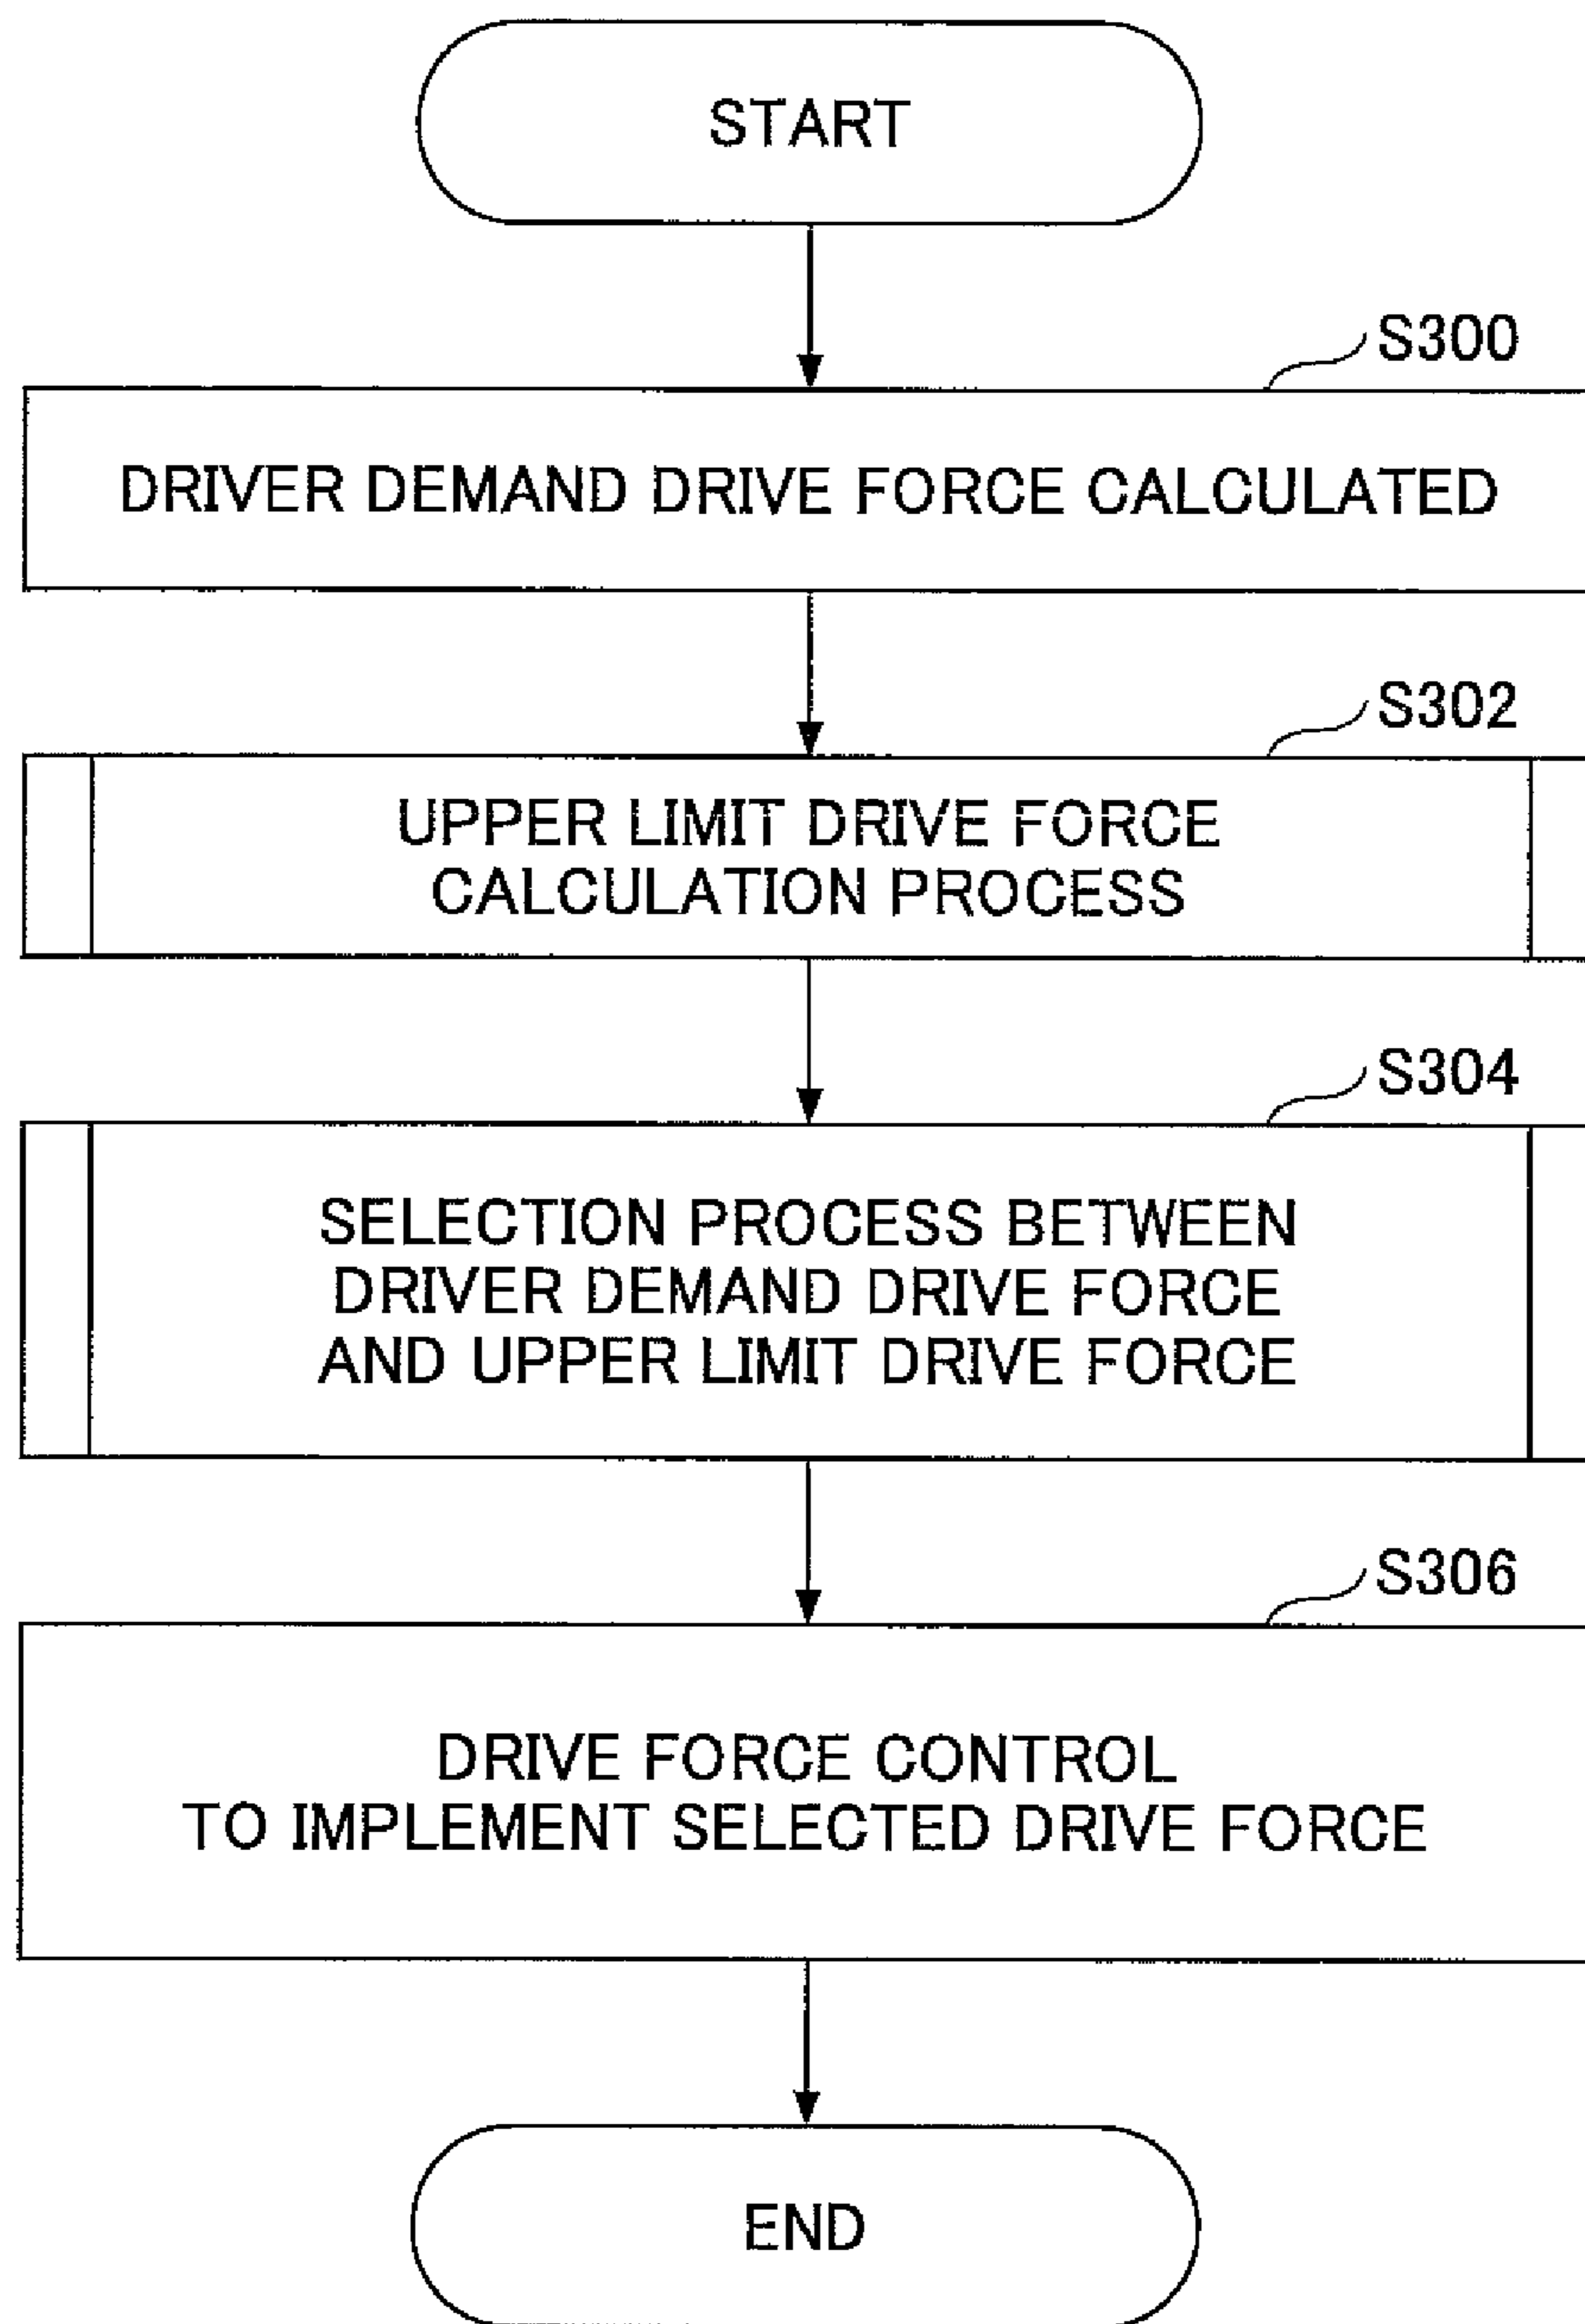 START
S300
DRIVER DEMAND DRIVE FORCE CALCULATED
S302
UPPER LIMIT DRIVE FORCE
CALCULATION PROCESS
S304
SELECTION PROCESS BETWEEN
DRIVER DEMAND DRIVE FORCE
AND UPPER LIMIT DRIVE FORCE
S306
DRIVE FORCE CONTROL
TO IMPLEMENT SELECTED DRIVE FORCE
END